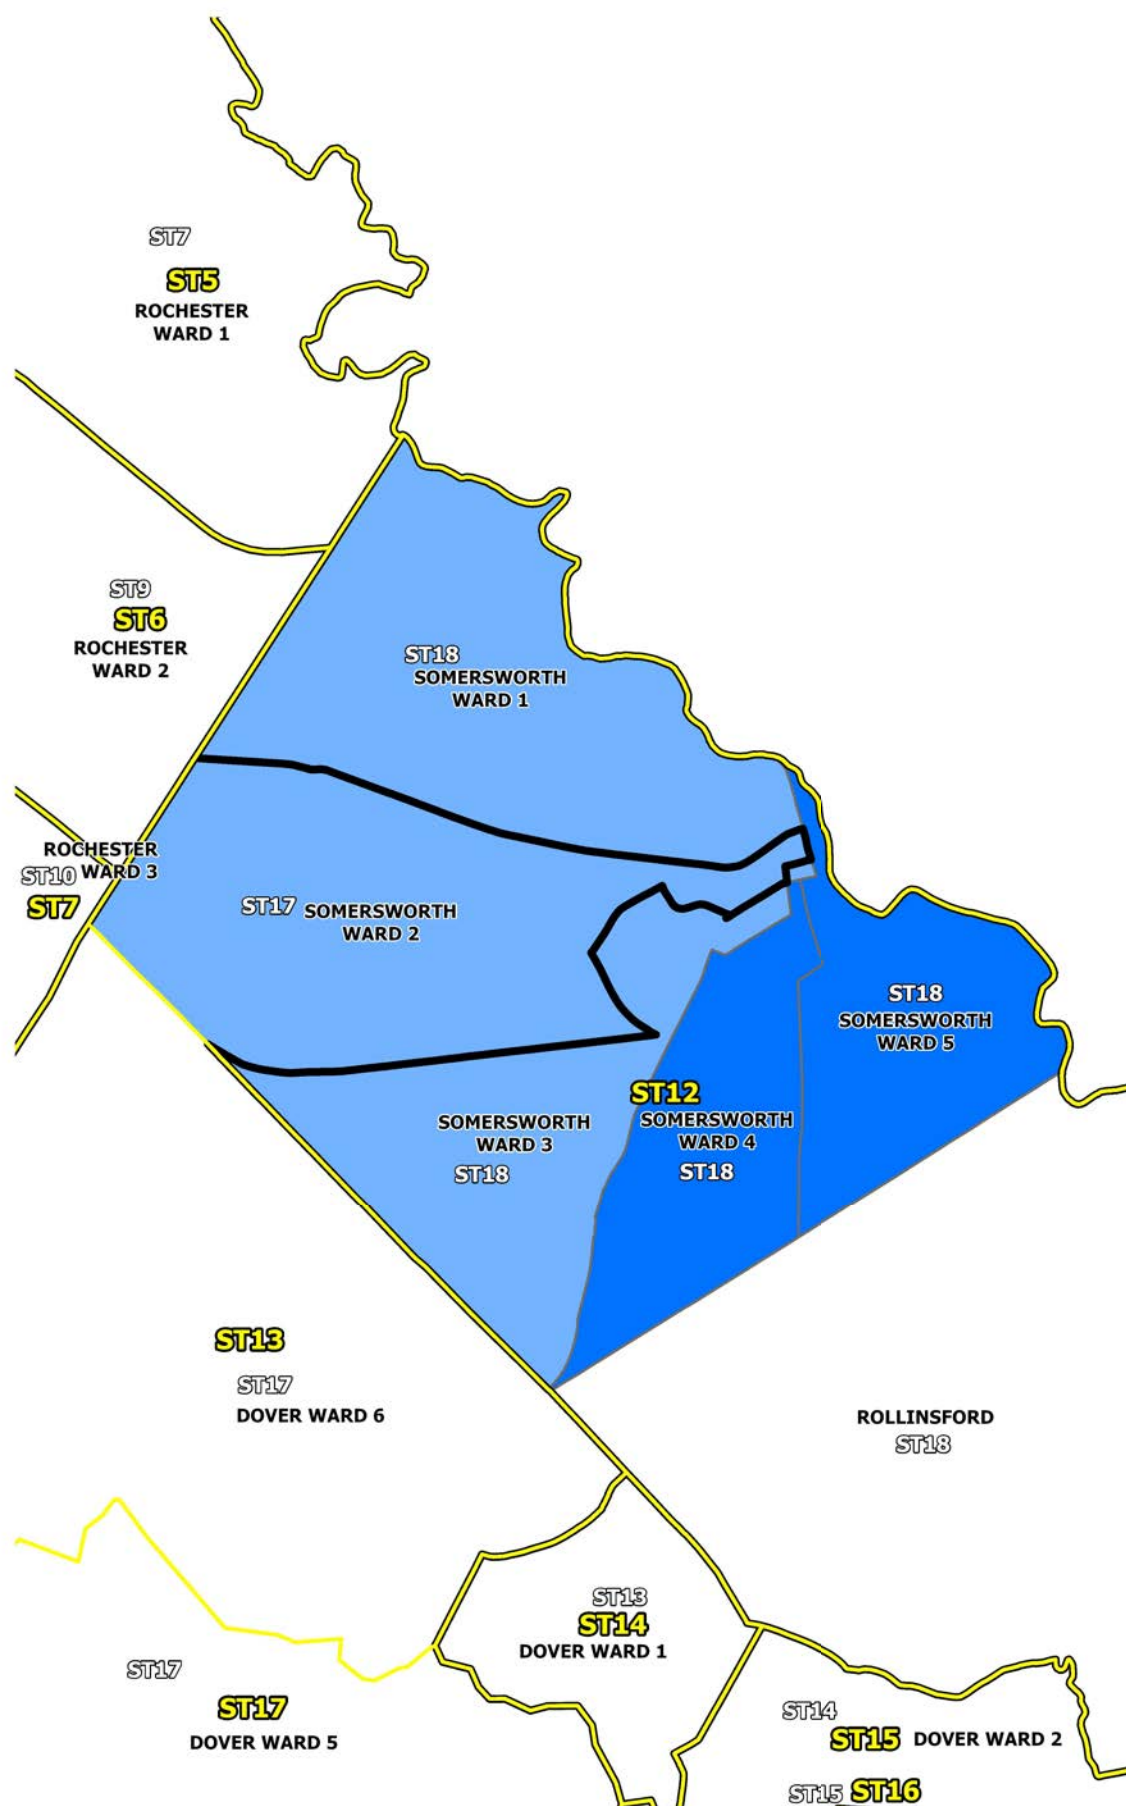 ST7
ST5
ROCHESTER
WARD 1
ST9
ST6
ROCHESTER
WARD 2
ST18
SOMERSWORTH
WARD 1
ROCHESTER
ST10 WARD 3
ST7
ST17 SOMERSWORTH
WARD 2
ST18
SOMERSWORTH
WARD 5
ST12
SOMERSWORTH
WARD 4
ST18
SOMERSWORTH
WARD 3
ST18
ST13
ST17
DOVER WARD 6
ROLLINSFORD
ST18
ST13
ST14
DOVER WARD 1
ST17
ST17
DOVER WARD 5
ST14
ST15 DOVER WARD 2
ST15 ST16